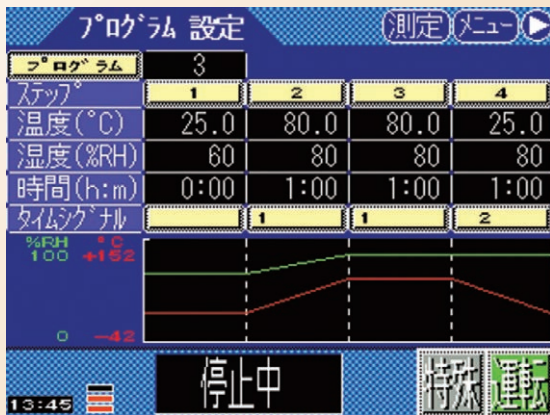 プログラム 設定 測定 メニュー
プログラム 3
ステップ 1 2 3 4
温度(°C) 25.0 80.0 80.0 25.0
湿度(%RH) 60 80 80 80
時間(h:m) 0:00 1:00 1:00 1:00
タイムシグナル 1 1 2
%RH °C
100 +152
0 -42
13:45 停止中 特殊 運転